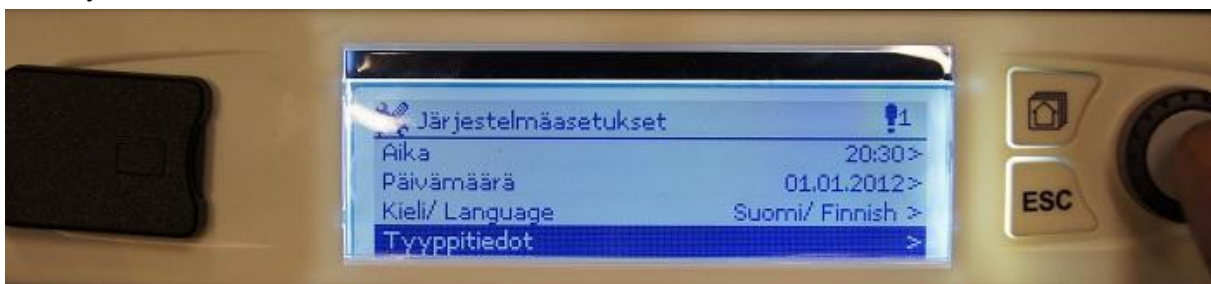 Järjestelmäasetukset 1
Aika 20:30>
Päivämäärä 01.01.2012>
Kieli/ Language Suomi/ Finnish >
Tyyppitiedot >
ESC